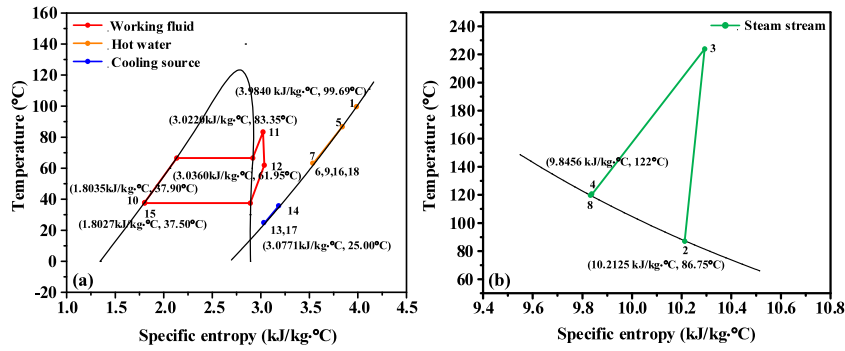 160
140
120
100
80
60
40
20
0
-20
Temperature (°C)
Working fluid
Hot water
Cooling source
(3.9840 kJ/kg·°C, 99.69°C)
1
(3.0220kJ/kg·°C, 83.35°C)
5
11
7
12
6,9,16,18
(3.0360kJ/kg·°C, 61.95°C)
(1.8035kJ/kg·°C, 37.90°C)
10
15
14
(1.8027kJ/kg·°C, 37.50°C)
13,17
(3.0771kJ/kg·°C, 25.00°C)
(a)
1.0 1.5 2.0 2.5 3.0 3.5 4.0 4.5
Specific entropy (kJ/kg·°C)
240
220
200
180
160
140
120
100
80
60
Temperature (°C)
Steam stream
3
(9.8456 kJ/kg·°C, 122°C)
4
8
2
(10.2125 kJ/kg·°C, 86.75°C)
(b)
9.4 9.6 9.8 10.0 10.2 10.4 10.6 10.8
Specific entropy (kJ/kg·°C)